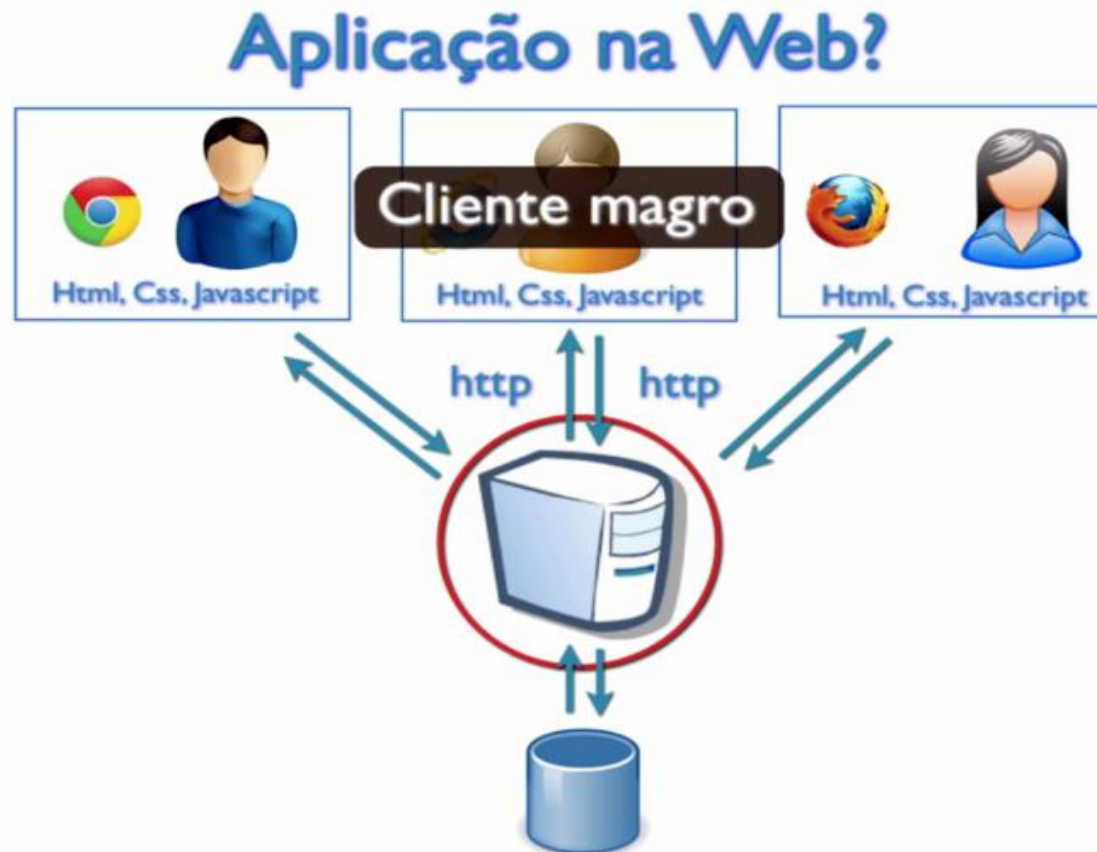 Aplicação na Web?
Cliente magro
Html, Css, Javascript
Html, Css, Javascript
Html, Css, Javascript
http
http